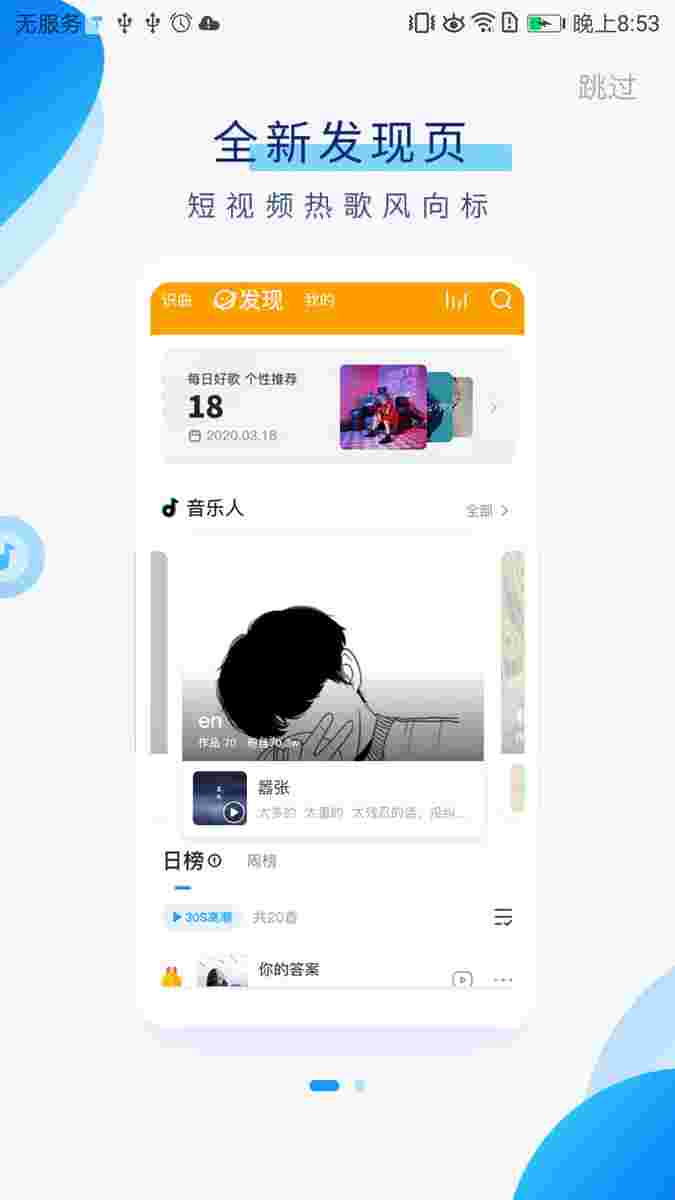 无服务
晚上8:53
跳过
全新发现页
短视频热歌风向标
识曲 发现 我的
每日好歌 个性推荐
18
2020.03.18
音乐人
全部
en
作品 70 粉丝70.3w
嚣张
太多的 太重的 太残忍的话，没纠...
日榜 周榜
30S高潮 共20首
你的答案